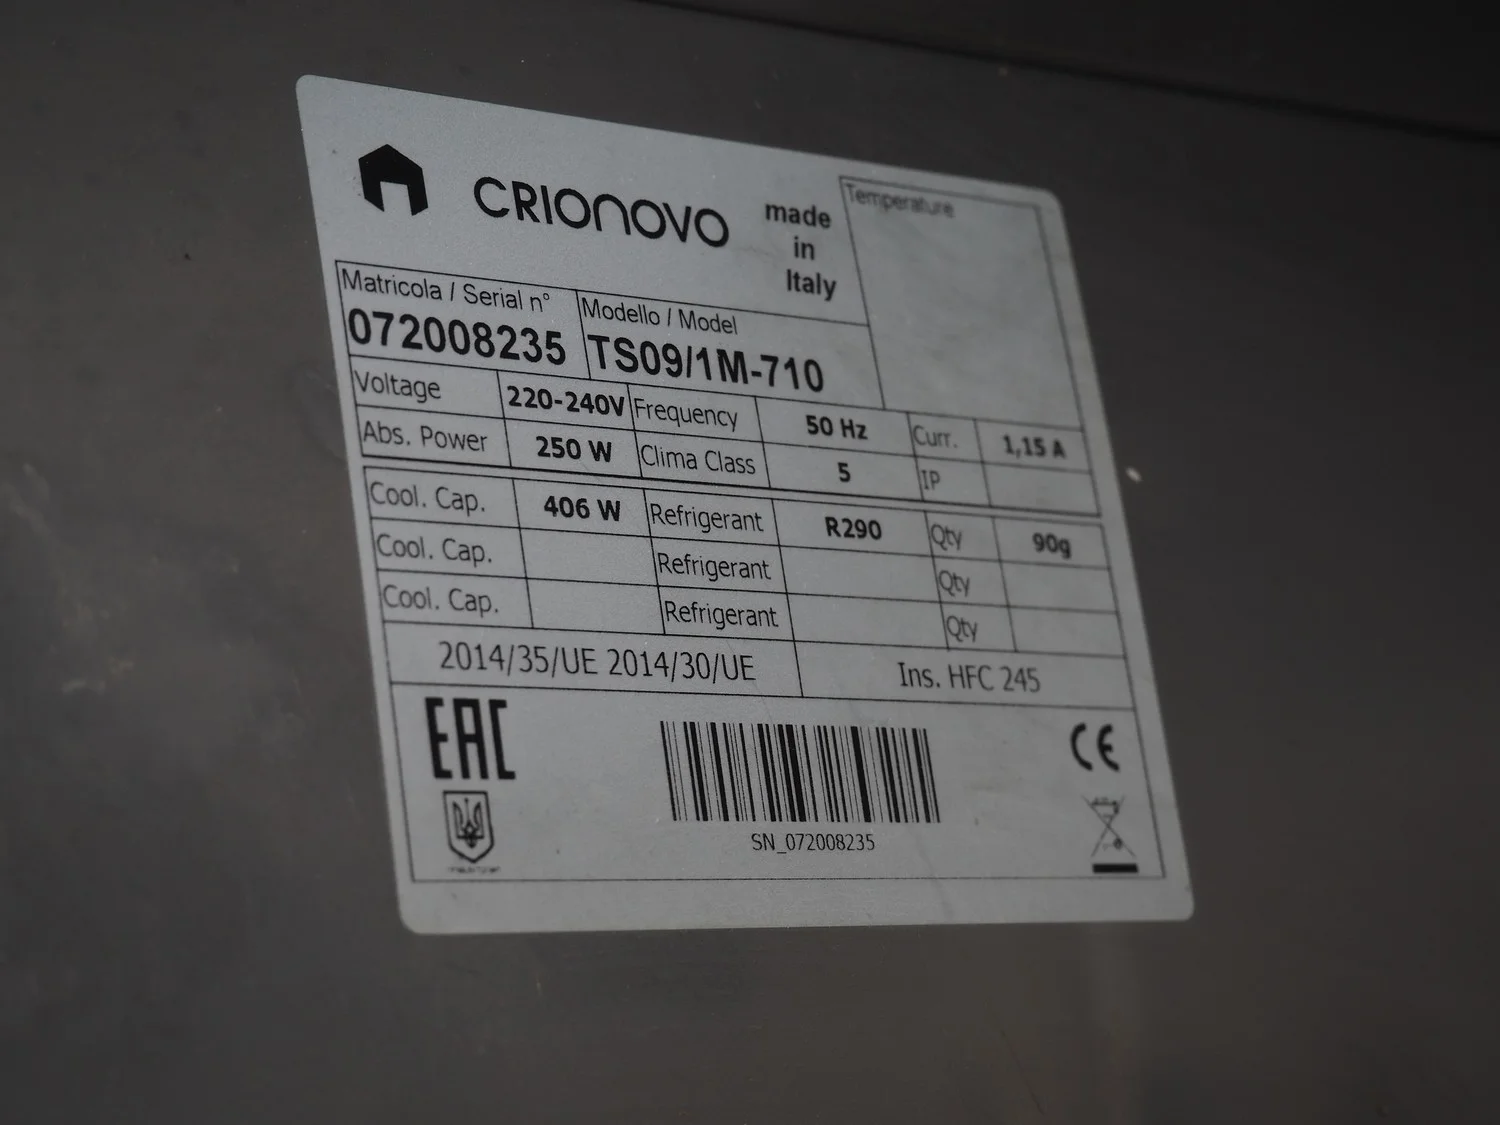 CRIONOVO
made
in
Italy
Temperature
Matricola / Serial n° Modello / Model
072008235 TS09/1M-710
Voltage 220-240V Frequency 50 Hz Curr. 1,15 A
Abs. Power 250 W Clima Class 5 IP
Cool. Cap. 406 W Refrigerant R290 Qty 90g
Cool. Cap. Refrigerant Qty
Cool. Cap. Refrigerant Qty
2014/35/UE 2014/30/UE Ins. HFC 245
EAC
CE
SN_072008235